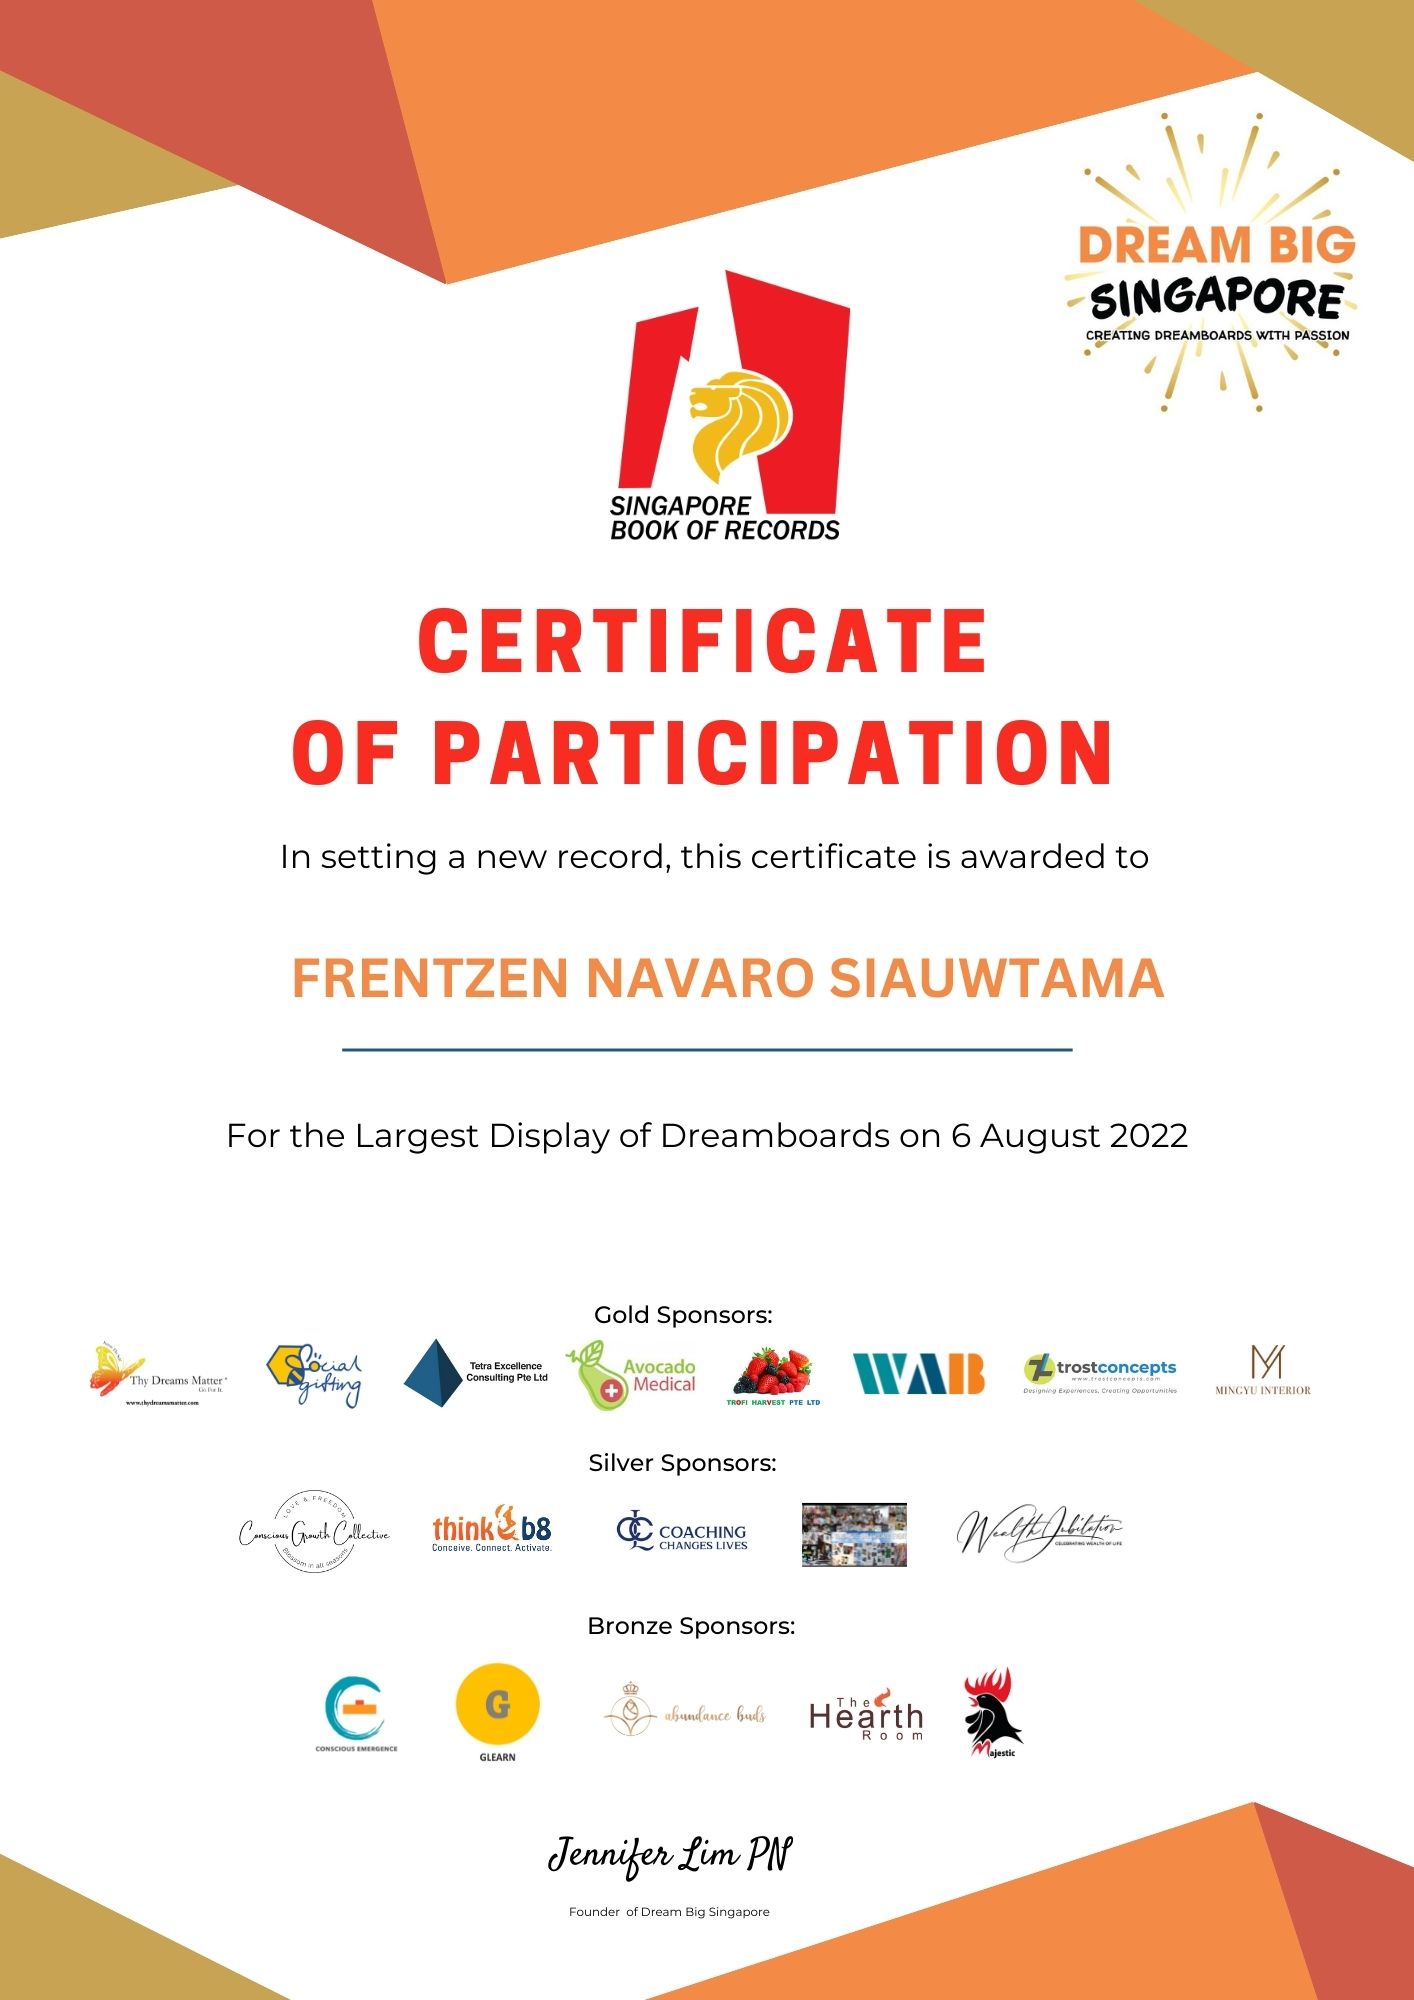 DREAM BIG
SINGAPORE
CREATING DREAMBOARDS WITH PASSION
SINGAPORE
BOOK OF RECORDS
CERTIFICATE
OF PARTICIPATION
In setting a new record, this certificate is awarded to
FRENTZEN NAVARO SIAUWTAMA
For the Largest Display of Dreamboards on 6 August 2022
Gold Sponsors:
Thy Dreams Matter
Go For It.
www.thydreamsmatter.com
Social
gifting
Tetra Excellence
Consulting Pte Ltd
Avocado
Medical
TROFI HARVEST PTE LTD
WAB
trostconcepts
www.trostconcepts.com
Designing Experiences, Creating Opportunities
MINGYU INTERIOR
Silver Sponsors:
LOVE & FREEDOM
Conscious Growth Collective
Blossom in all seasons
think b8
Conceive. Connect. Activate.
COACHING
CHANGES LIVES
Wealth Jubilation
CELEBRATING WEALTH OF LIFE
Bronze Sponsors:
CONSCIOUS EMERGENCE
G
GLEARN
abundance buds
The
Hearth
Room
Majestic
Jennifer Lim PN
Founder of Dream Big Singapore